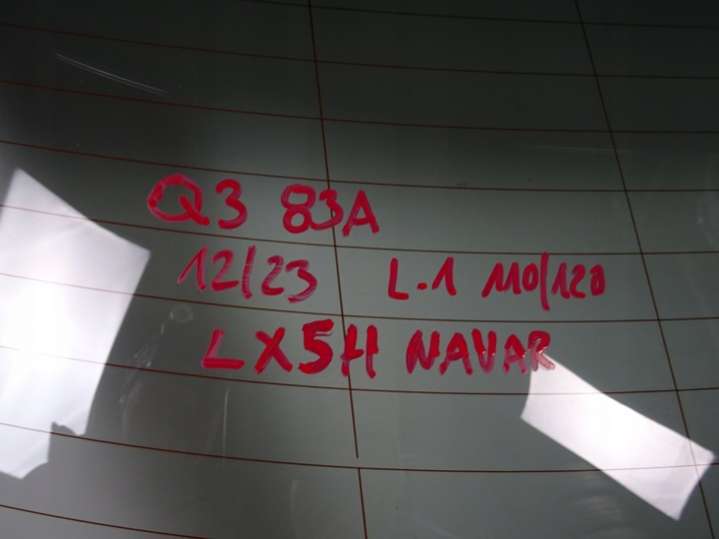 Q3 83A
12/23 L.1 110/120
LX5H NAVAR